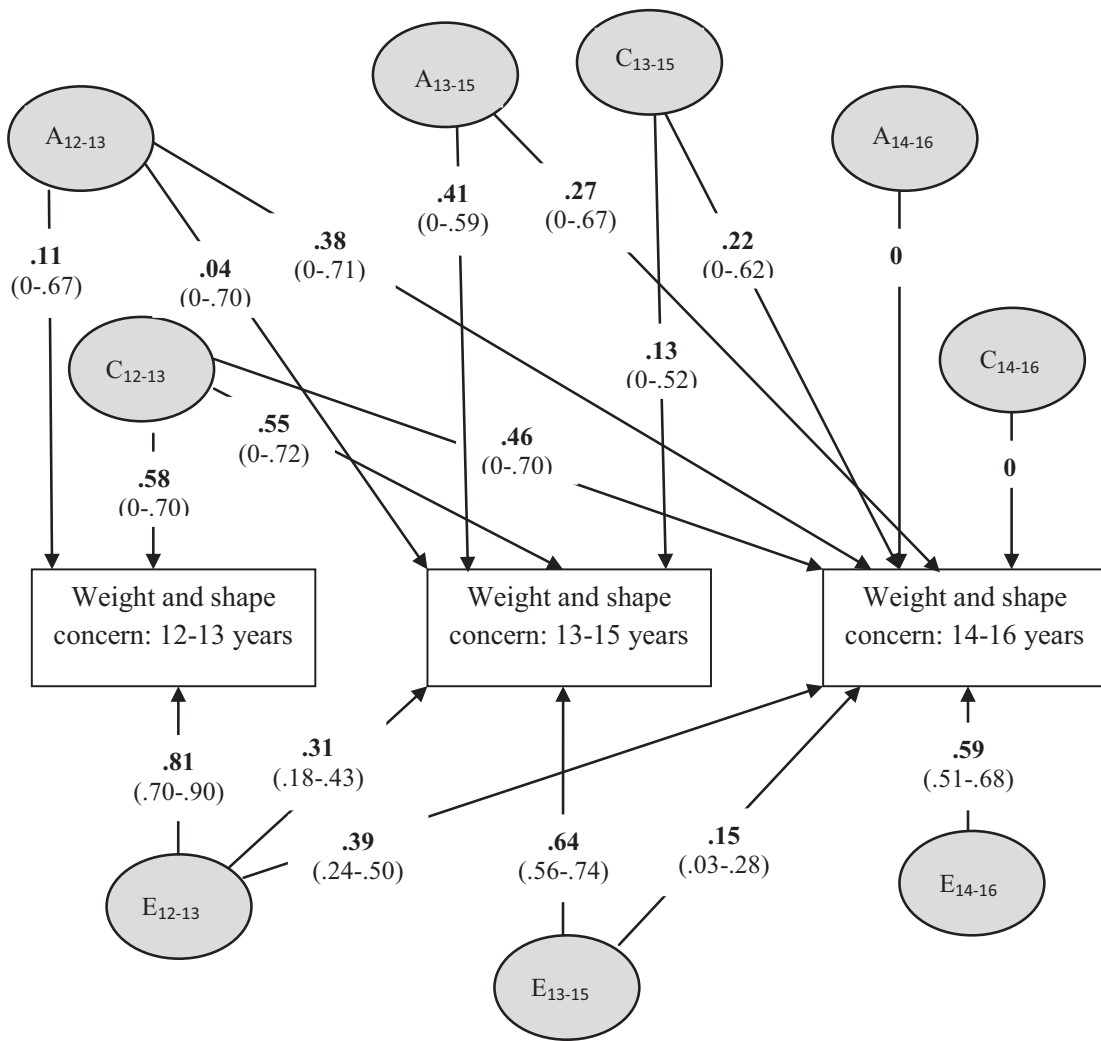 A12-13
A13-15
C13-15
A14-16
.11
(0-.67)
.04
(0-.70)
.38
(0-.71)
.41
(0-.59)
.27
(0-.67)
.22
(0-.62)
0
C12-13
C14-16
.13
(0-.52)
.58
(0-.70)
.55
(0-.72)
.46
(0-.70)
0
Weight and shape
concern: 12-13 years
Weight and shape
concern: 13-15 years
Weight and shape
concern: 14-16 years
.81
(.70-.90)
.31
(.18-.43)
.39
(.24-.50)
.64
(.56-.74)
.15
(.03-.28)
.59
(.51-.68)
E12-13
E13-15
E14-16